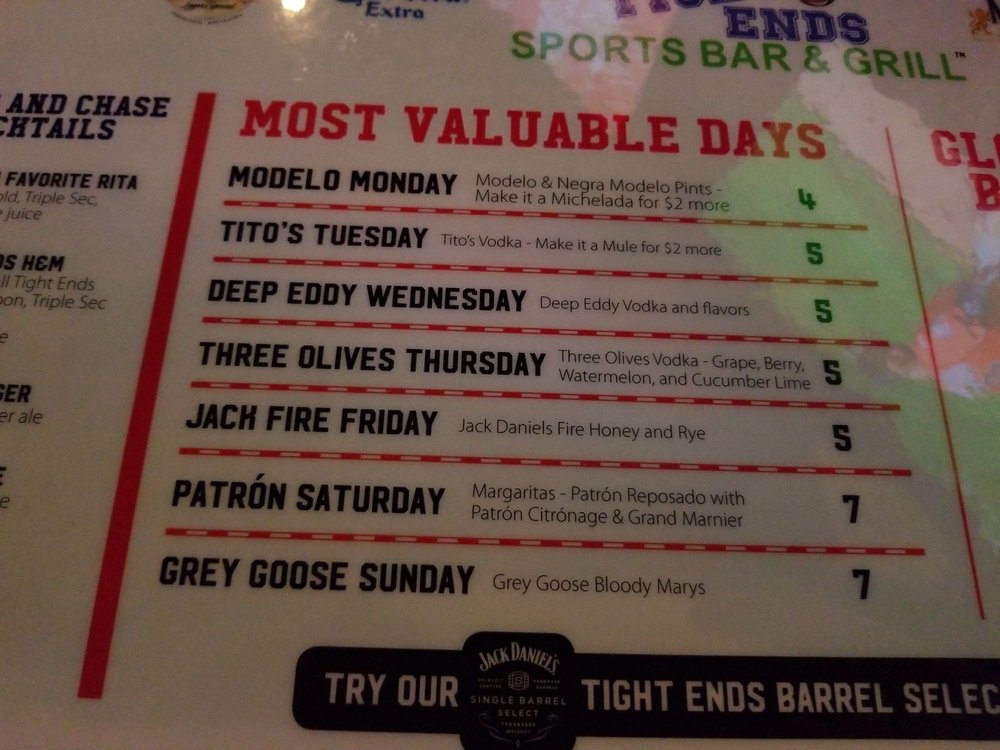 Extra
ENDS
SPORTS BAR & GRILL™
AND CHASE
MOST VALUABLE DAYS
FAVORITE RITA
Triple Sec,
juice
H&M
Tight Ends
Triple Sec
ale
MODELO MONDAY Modelo & Negra Modelo Pints -
Make it a Michelada for $2 more 4
TITO'S TUESDAY Tito's Vodka - Make it a Mule for $2 more 5
DEEP EDDY WEDNESDAY Deep Eddy Vodka and flavors 5
THREE OLIVES THURSDAY Three Olives Vodka - Grape, Berry,
Watermelon, and Cucumber Lime 5
JACK FIRE FRIDAY Jack Daniels Fire Honey and Rye 5
PATRÓN SATURDAY Margaritas - Patrón Reposado with
Patrón Citrónage & Grand Marnier 7
GREY GOOSE SUNDAY Grey Goose Bloody Marys 7
TRY OUR
JACK DANIEL'S
SINGLE BARREL
SELECT
TENNESSEE
WHISKEY
TIGHT ENDS BARREL SELEC